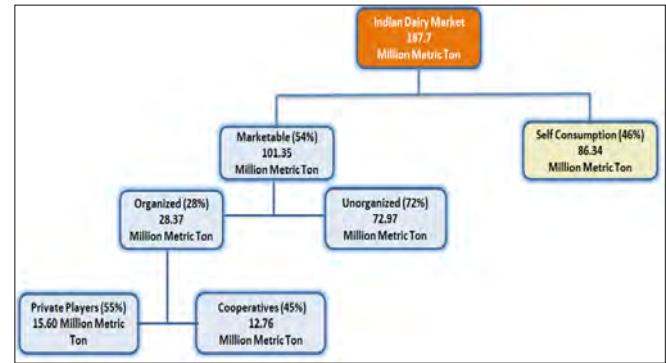 Indian Dairy Market
187.7
Million Metric Ton
Marketable (54%)
101.35
Million Metric Ton
Self Consumption (46%)
86.34
Million Metric Ton
Organized (28%)
28.37
Million Metric Ton
Unorganized (72%)
72.97
Million Metric Ton
Private Players (55%)
15.60 Million Metric
Ton
Cooperatives (45%)
12.76
Million Metric Ton